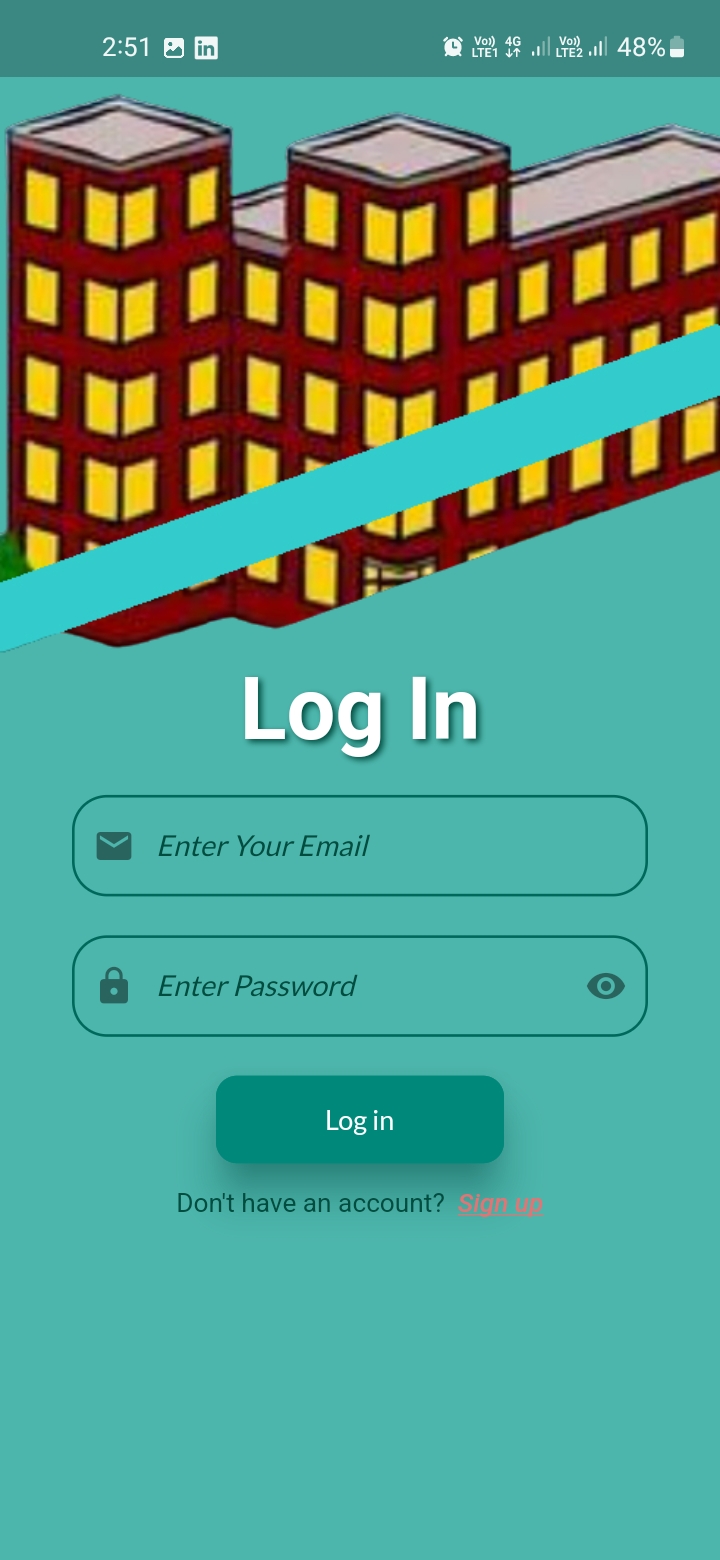 2:51 in Vo)) LTE1 4G Vo)) LTE2 48%
Log In
Enter Your Email
Enter Password
Log in
Don't have an account? Sign up